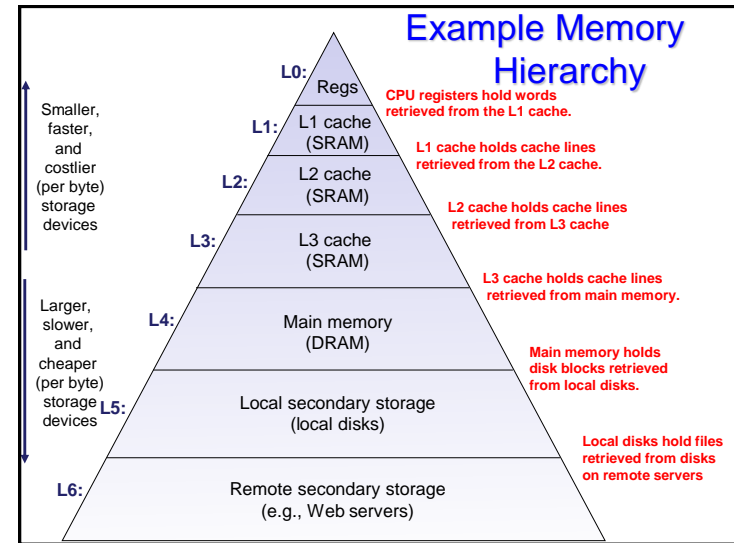 Example Memory
Hierarchy
L0:
Regs
CPU registers hold words
retrieved from the L1 cache.
Smaller,
faster,
and
costlier
(per byte)
storage
devices
L1:
L1 cache
(SRAM)
L1 cache holds cache lines
retrieved from the L2 cache.
L2:
L2 cache
(SRAM)
L2 cache holds cache lines
retrieved from L3 cache
L3:
L3 cache
(SRAM)
L3 cache holds cache lines
retrieved from main memory.
Larger,
slower,
and
cheaper
(per byte)
storage
devices
L4:
Main memory
(DRAM)
Main memory holds
disk blocks retrieved
from local disks.
L5:
Local secondary storage
(local disks)
Local disks hold files
retrieved from disks
on remote servers
L6:
Remote secondary storage
(e.g., Web servers)